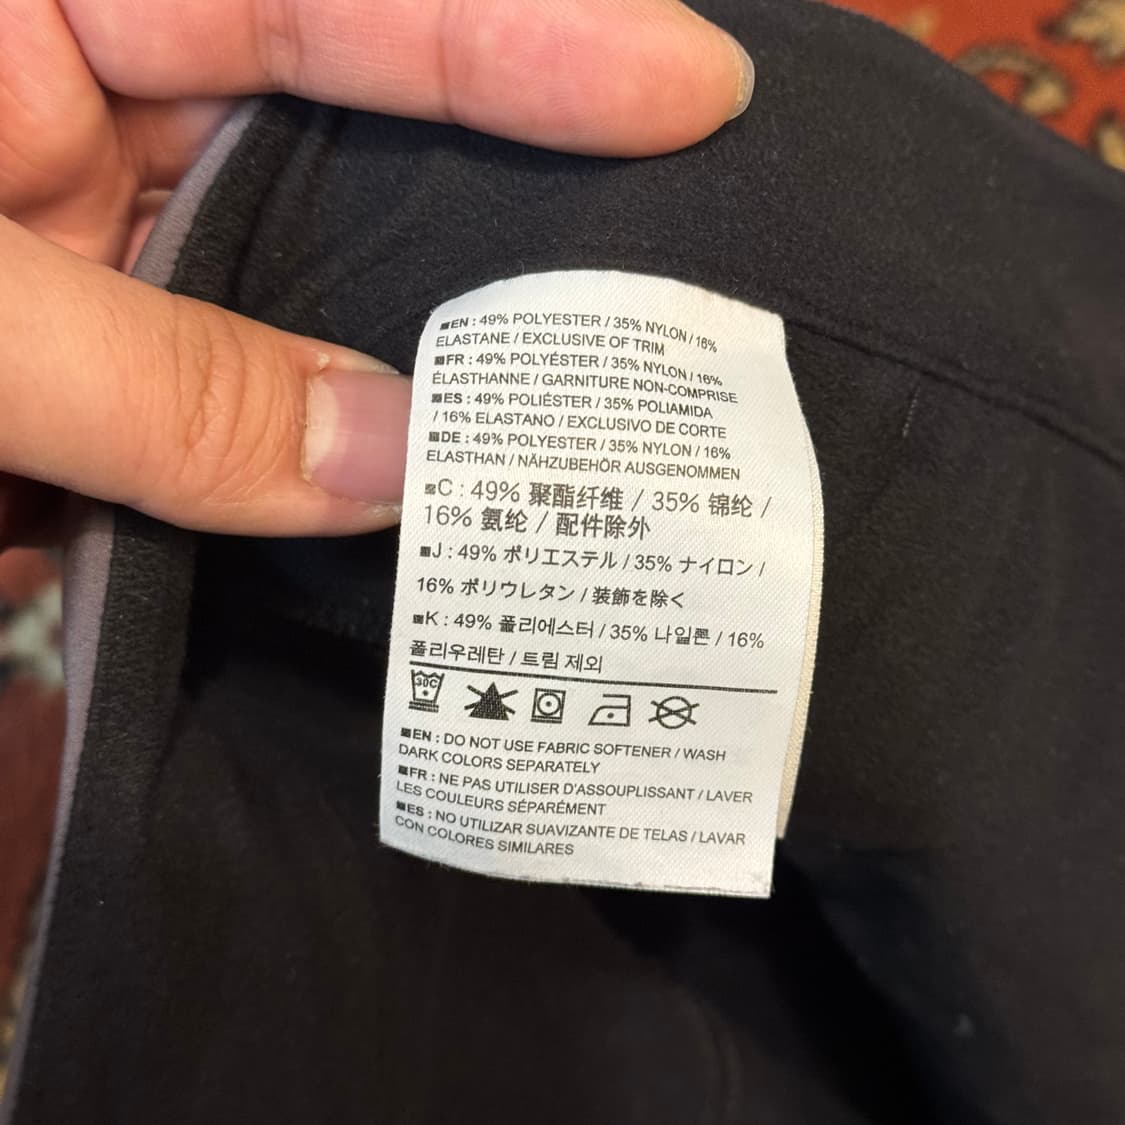 EN : 49% POLYESTER / 35% NYLON / 16%
ELASTANE / EXCLUSIVE OF TRIM
FR : 49% POLYÉSTER / 35% NYLON / 16%
ÉLASTHANNE / GARNITURE NON-COMPRISE
ES : 49% POLIÉSTER / 35% POLIAMIDA
/ 16% ELASTANO / EXCLUSIVO DE CORTE
DE : 49% POLYESTER / 35% NYLON / 16%
ELASTHAN / NÄHZUBEHÖR AUSGENOMMEN
C : 49% 聚酯纤维 / 35% 锦纶 /
16% 氨纶 / 配件除外
J : 49% ポリエステル / 35% ナイロン /
16% ポリウレタン / 装飾を除く
K : 49% 폴리에스터 / 35% 나일론 / 16%
폴리우레탄 / 트림 제외
30C
EN : DO NOT USE FABRIC SOFTENER / WASH
DARK COLORS SEPARATELY
FR : NE PAS UTILISER D'ASSOUPLISSANT / LAVER
LES COULEURS SÉPARÉMENT
ES : NO UTILIZAR SUAVIZANTE DE TELAS / LAVAR
CON COLORES SIMILARES